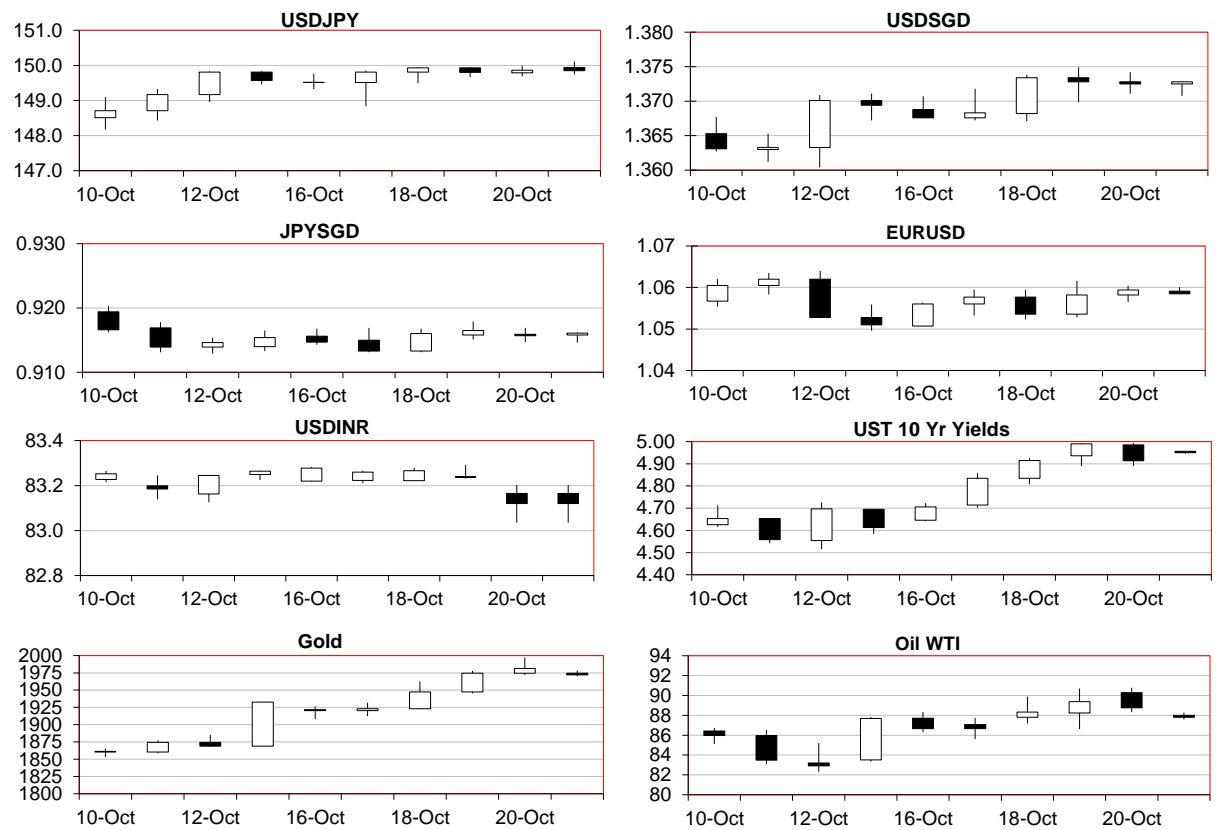 USDJPY
151.0
150.0
149.0
148.0
147.0
10-Oct 12-Oct 16-Oct 18-Oct 20-Oct
USDSGD
1.380
1.375
1.370
1.365
1.360
10-Oct 12-Oct 16-Oct 18-Oct 20-Oct
JPYSGD
0.930
0.920
0.910
10-Oct 12-Oct 16-Oct 18-Oct 20-Oct
EURUSD
1.07
1.06
1.05
1.04
10-Oct 12-Oct 16-Oct 18-Oct 20-Oct
USDINR
83.4
83.2
83.0
82.8
10-Oct 12-Oct 16-Oct 18-Oct 20-Oct
UST 10 Yr Yields
5.00
4.90
4.80
4.70
4.60
4.50
4.40
10-Oct 12-Oct 16-Oct 18-Oct 20-Oct
Gold
2000
1975
1950
1925
1900
1875
1850
1825
1800
10-Oct 12-Oct 16-Oct 18-Oct 20-Oct
Oil WTI
94
92
90
88
86
84
82
80
10-Oct 12-Oct 16-Oct 18-Oct 20-Oct